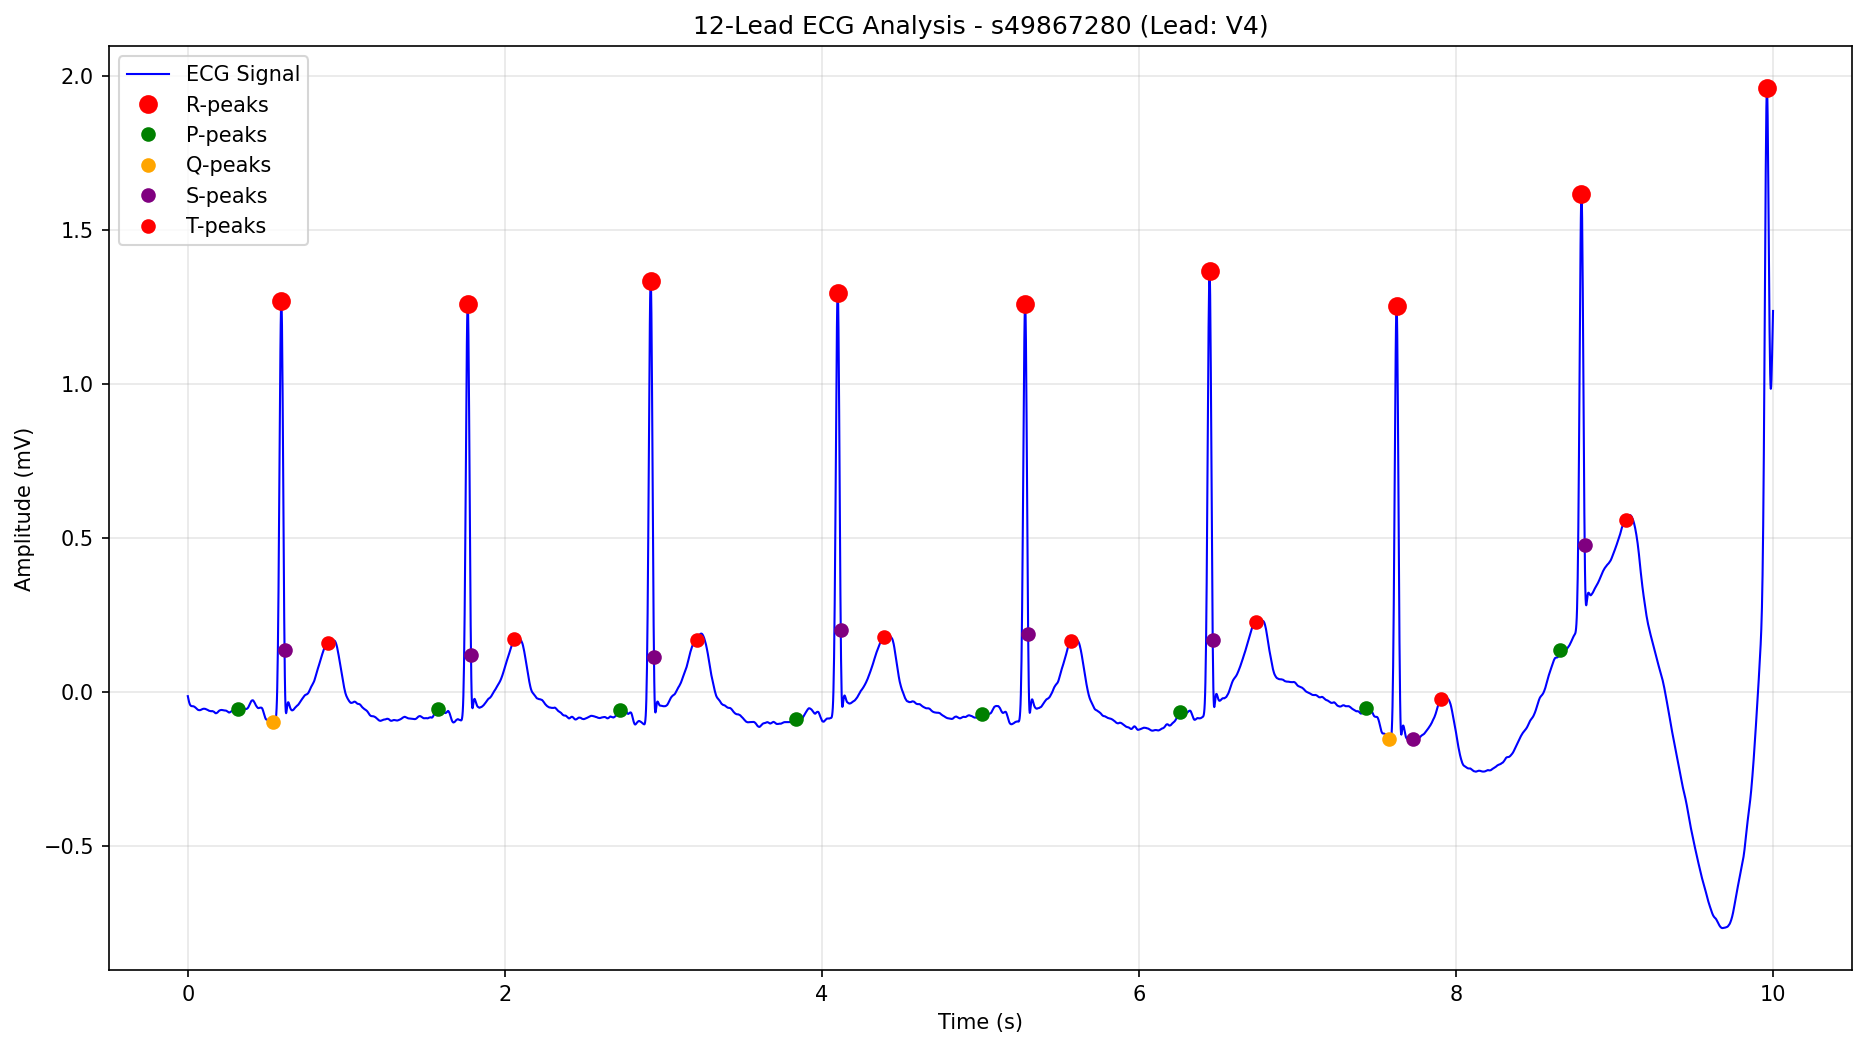 12-Lead ECG Analysis - s49867280 (Lead: V4)
ECG Signal
R-peaks
P-peaks
Q-peaks
S-peaks
T-peaks
2.0
1.5
1.0
0.5
0.0
−0.5
Amplitude (mV)
0 2 4 6 8 10
Time (s)